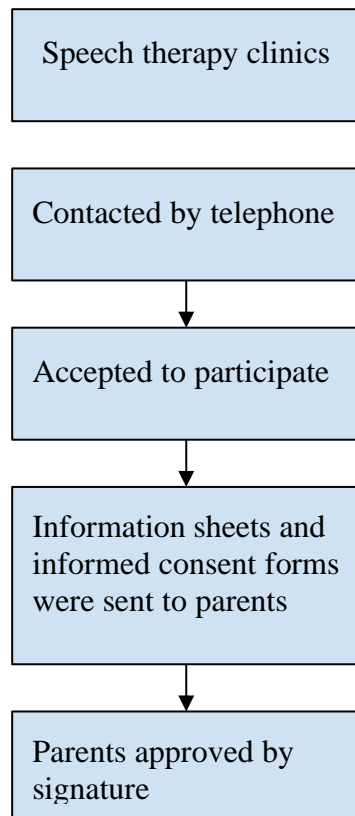 Speech therapy clinics
Contacted by telephone
Accepted to participate
Information sheets and
informed consent forms
were sent to parents
Parents approved by
signature